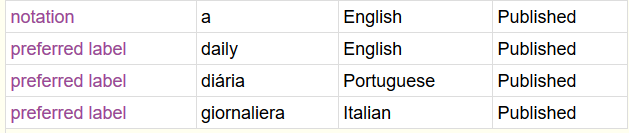 notation a English Published
preferred label daily English Published
preferred label diária Portuguese Published
preferred label giornaliera Italian Published